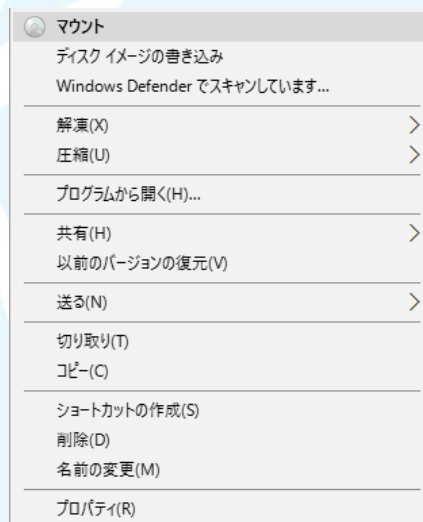 マウント
ディスク イメージの書き込み
Windows Defender でスキャンしています...
解凍(X)
圧縮(U)
プログラムから開く(H)...
共有(H)
以前のバージョンの復元(V)
送る(N)
切り取り(T)
コピー(C)
ショートカットの作成(S)
削除(D)
名前の変更(M)
プロパティ(R)